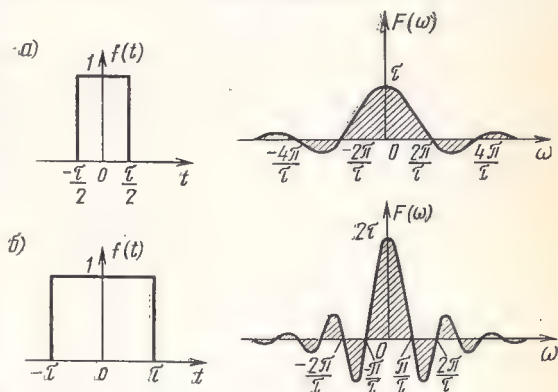 а)
f(t)
1
-τ/2 0 τ/2 t
F(ω)
τ
-4π/τ -2π/τ 0 2π/τ 4π/τ ω
б)
f(t)
1
-τ 0 τ t
F(ω)
2τ
-2π/τ -π/τ 0 π/τ 2π/τ ω